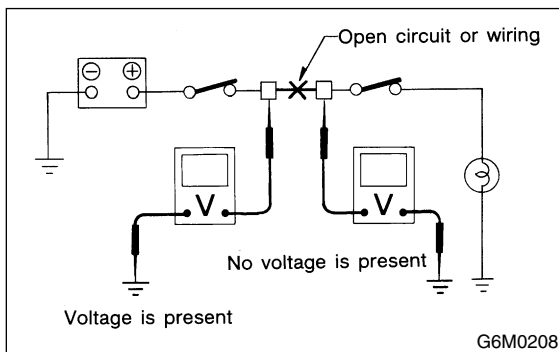 Open circuit or wiring
⊖ ⊕
V V
No voltage is present
Voltage is present
G6M0208